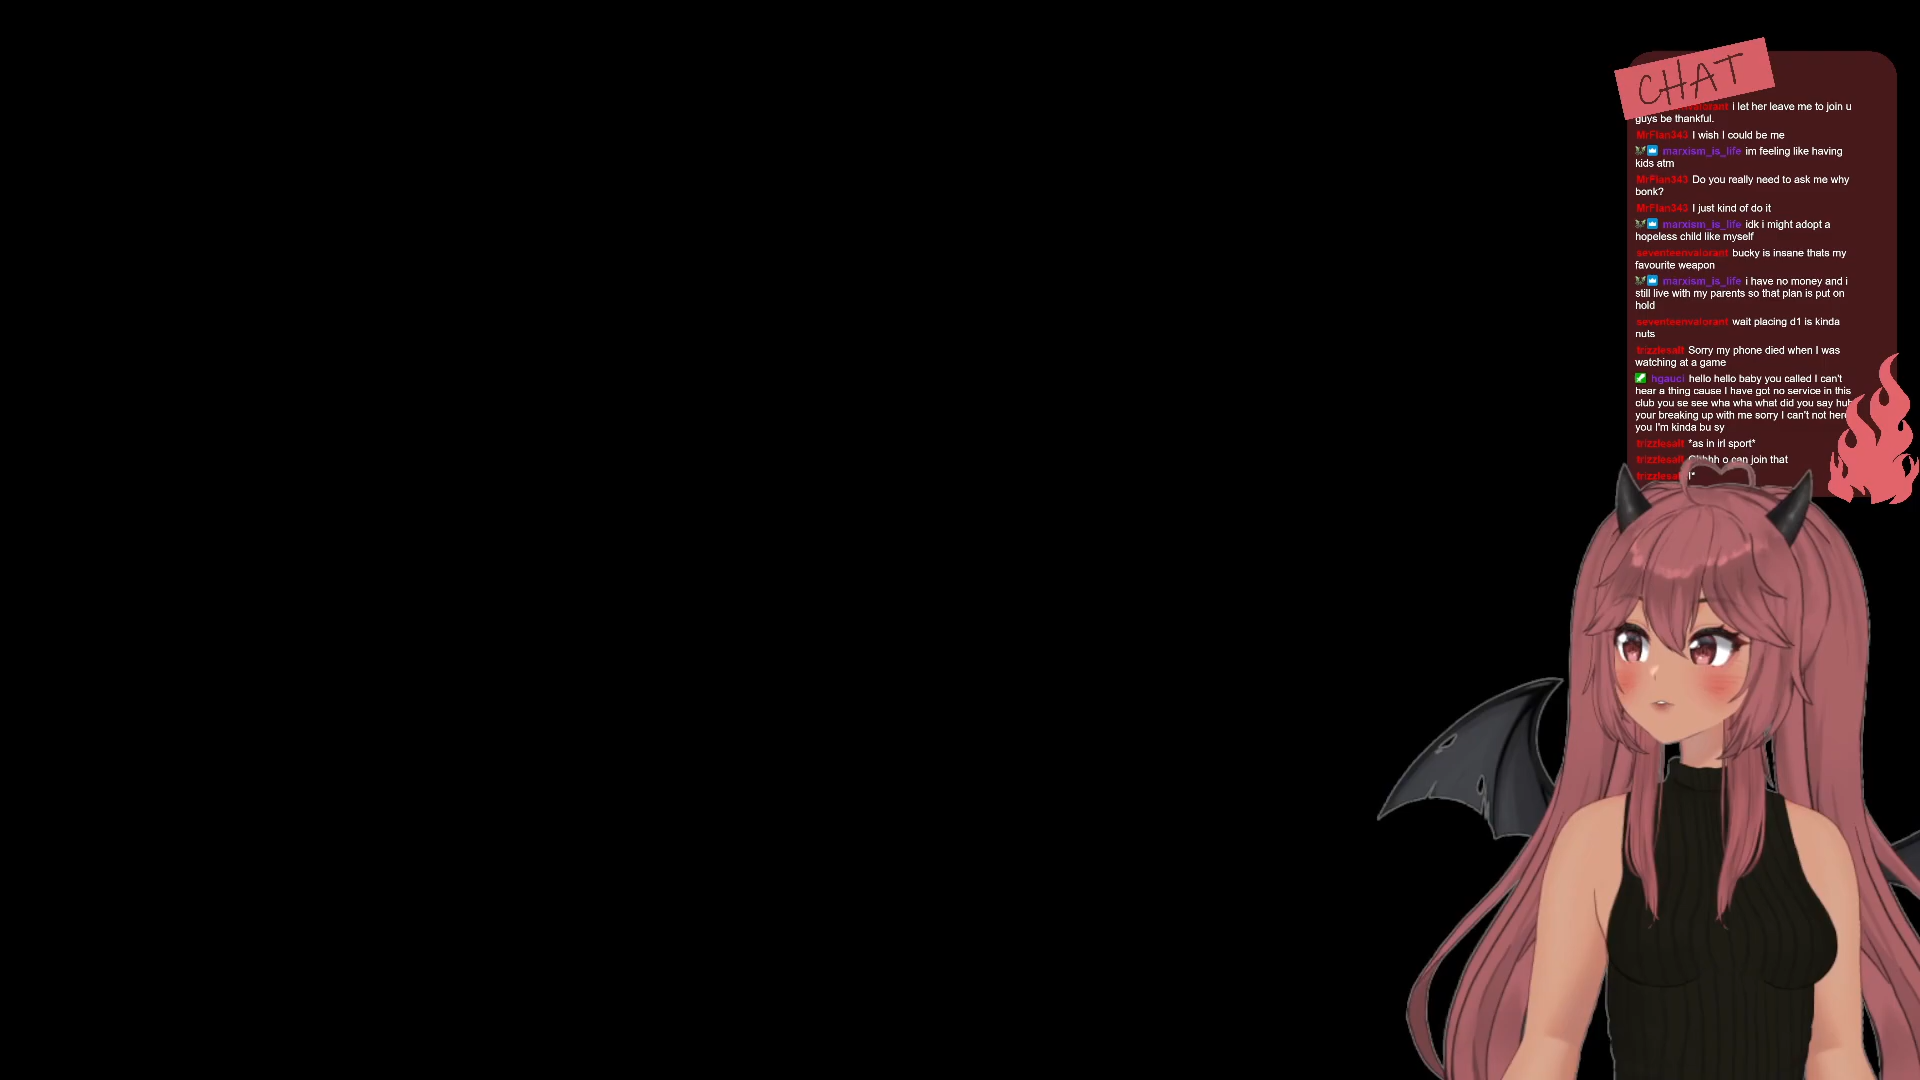 CHAT
valorant i let her leave me to join u
guys be thankful.
MrFlan343 I wish I could be me
marxism_is_life im feeling like having
kids atm
MrFlan343 Do you really need to ask me why
bonk?
MrFlan343 I just kind of do it
marxism_is_life idk i might adopt a
hopeless child like myself
seventeenvalorant bucky is insane thats my
favourite weapon
marxism_is_life i have no money and i
still live with my parents so that plan is put on
hold
seventeenvalorant wait placing d1 is kinda
nuts
trizzlesalt Sorry my phone died when I was
watching at a game
hgauci hello hello baby you called I can't
hear a thing cause I have got no service in this
club you se see wha wha what did you say huh
your breaking up with me sorry I can't not here
you I'm kinda bu sy
trizzlesalt *as in irl sport*
trizzlesalt o can join that
trizzlesalt I*